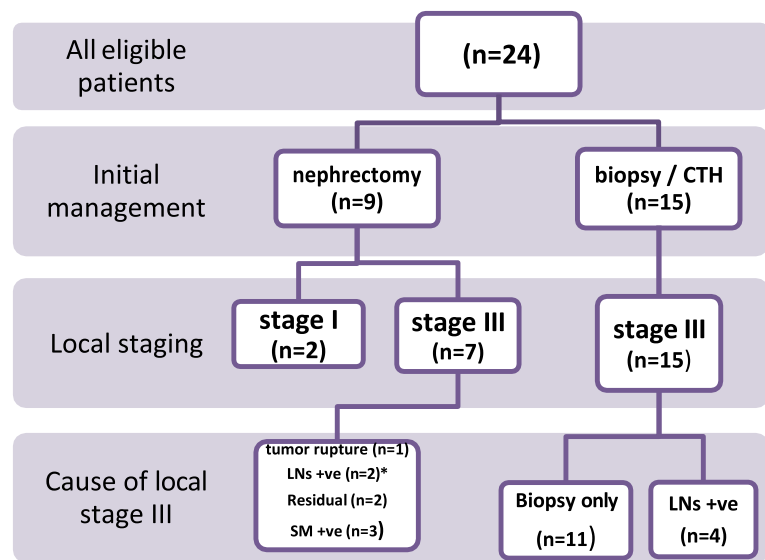 All eligible
patients
(n=24)
Initial
management
nephrectomy
(n=9)
biopsy / CTH
(n=15)
Local staging
stage I
(n=2)
stage III
(n=7)
stage III
(n=15)
Cause of local
stage III
tumor rupture (n=1)
LNs +ve (n=2)*
Residual (n=2)
SM +ve (n=3)
Biopsy only
(n=11)
LNs +ve
(n=4)